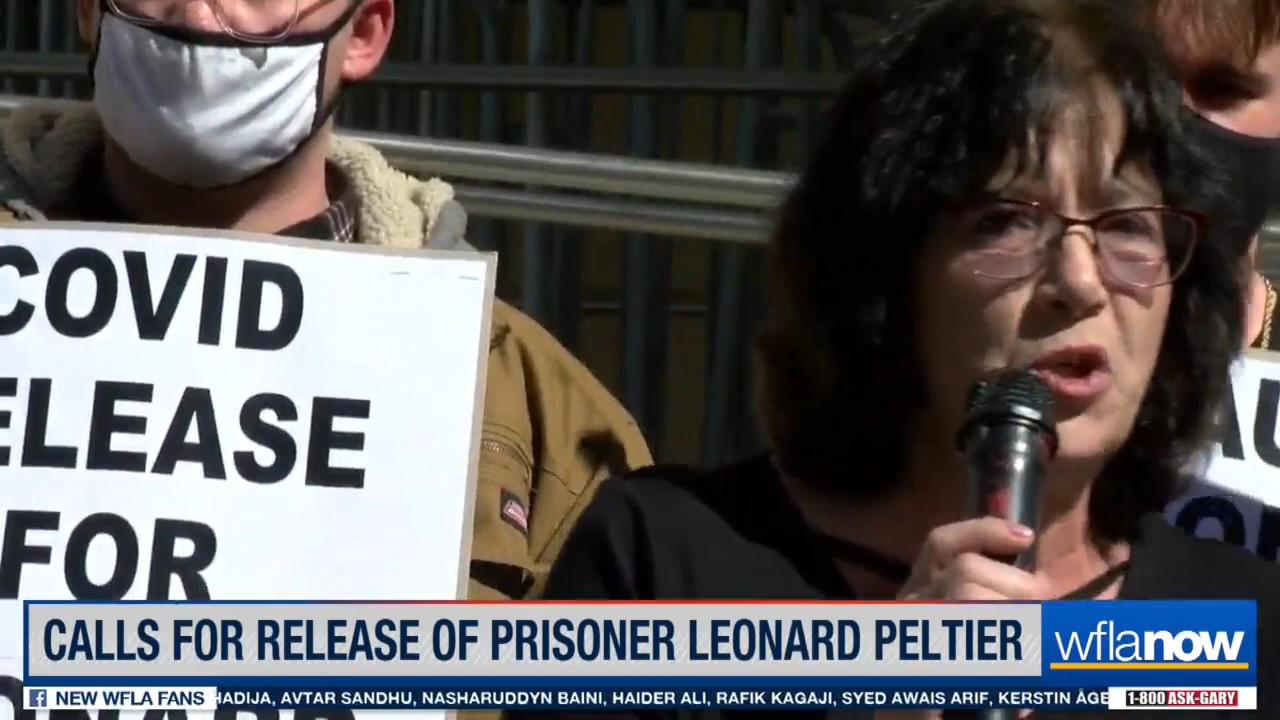 COVID
RELEASE
FOR
CALLS FOR RELEASE OF PRISONER LEONARD PELTIER
wflanow
NEW WFLA FANS
HADIJA, AVTAR SANDHU, NASHARUDDYN BAINI, HAIDER ALI, RAFIK KAGAJI, SYED AWAIS ARIF, KERSTIN ÅGE
1-800 ASK-GARY